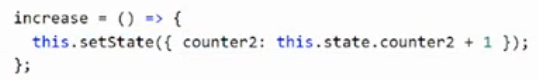 increase = () => {
  this.setState({ counter2: this.state.counter2 + 1 });
};